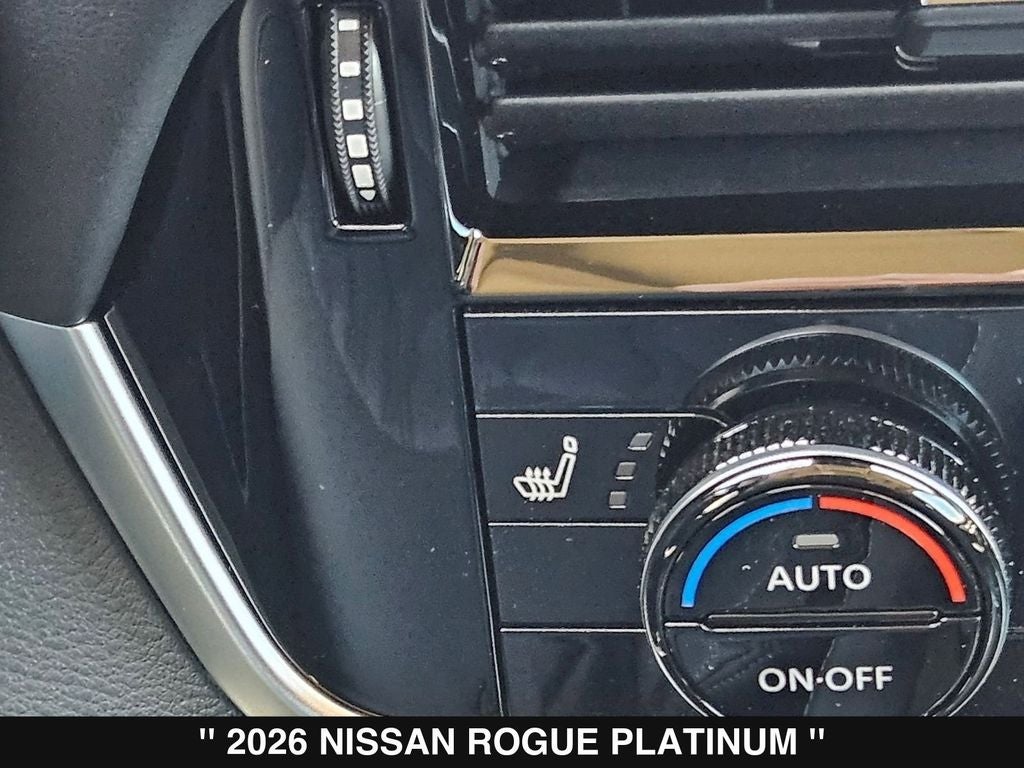 AUTO
ON·OFF
" 2026 NISSAN ROGUE PLATINUM "